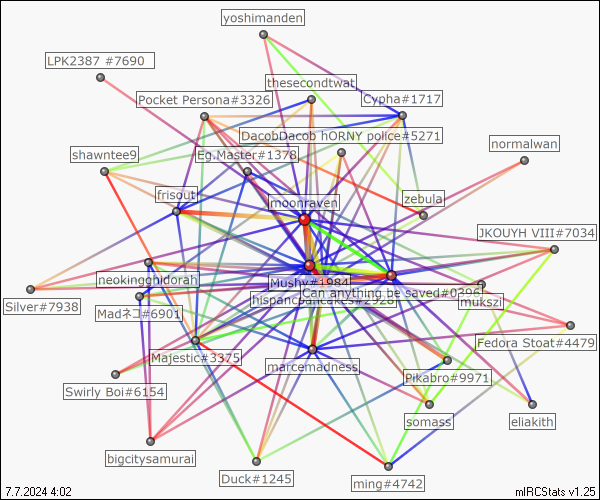 yoshimanden
LPK2387 #7690
thesecondtwat
Pocket Persona#3326
Cypha#1717
DacobDacob hORNY police#5271
normalwan
shawntee9
Eg.Master#1378
frisout
moonraven
zebula
JKOUYH VIII#7034
neokingghidorah
Mushy#1984
Can anything be saved#0396
mukszi
Silver#7938
Madネコ#6901
Fedora Stoat#4479
Majestic#3375
marcemadness
Pikabro#9971
Swirly Boi#6154
somass
eliakith
bigcitysamurai
Duck#1245
ming#4742
7.7.2024 4:02
mIRCStats v1.25